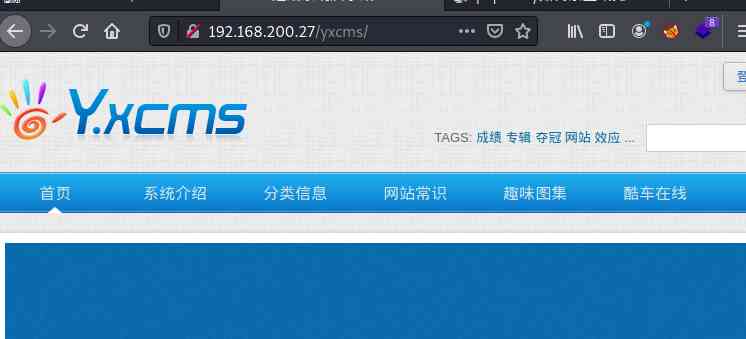 192.168.200.27/yxcms/
8
Y.xcms
登
TAGS: 成绩 专辑 夺冠 网站 效应 ...
首页 系统介绍 分类信息 网站常识 趣味图集 酷车在线